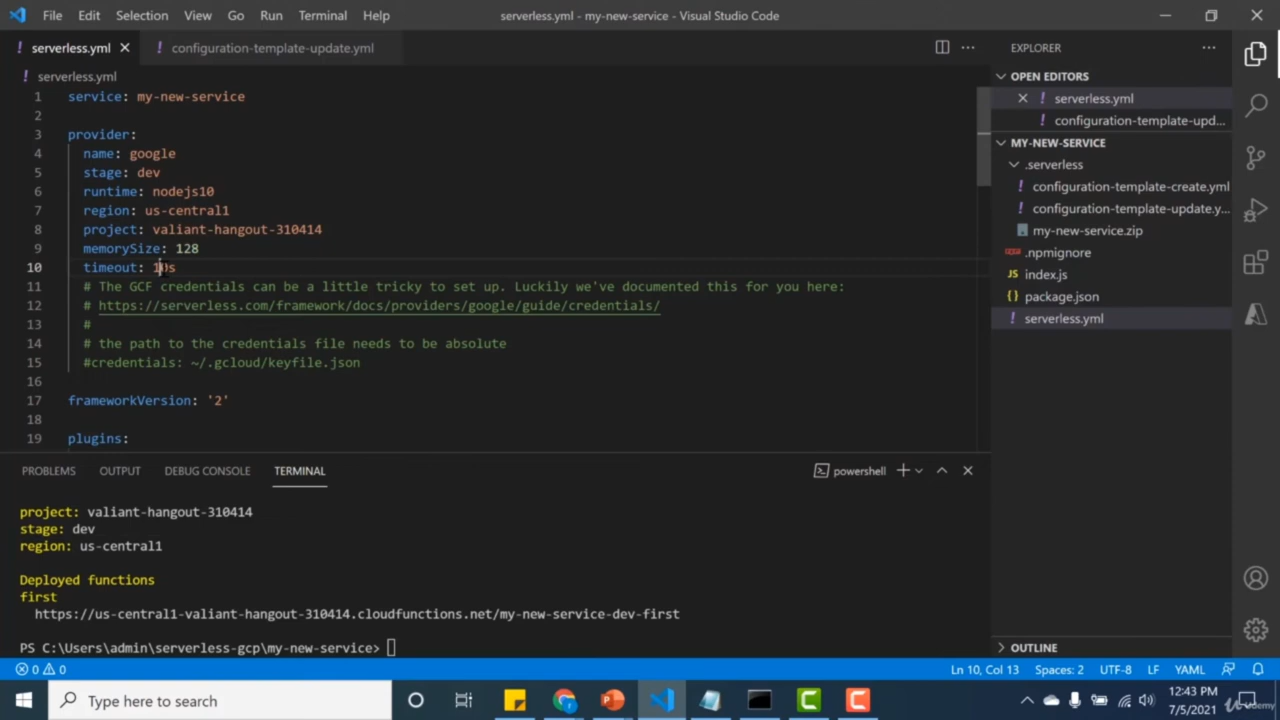 File Edit Selection View Go Run Terminal Help
serverless.yml - my-new-service - Visual Studio Code
! serverless.yml
! configuration-template-update.yml
! serverless.yml
1 service: my-new-service
2
3 provider:
4 name: google
5 stage: dev
6 runtime: nodejs10
7 region: us-central1
8 project: valiant-hangout-310414
9 memorySize: 128
10 timeout: 10s
11 # The GCF credentials can be a little tricky to set up. Luckily we've documented this for you here:
12 # https://serverless.com/framework/docs/providers/google/guide/credentials/
13 #
14 # the path to the credentials file needs to be absolute
15 #credentials: ~/.gcloud/keyfile.json
16
17 frameworkVersion: '2'
18
19 plugins:
PROBLEMS OUTPUT DEBUG CONSOLE TERMINAL
powershell
project: valiant-hangout-310414
stage: dev
region: us-central1
Deployed functions
first
https://us-central1-valiant-hangout-310414.cloudfunctions.net/my-new-service-dev-first
PS C:\Users\admin\serverless-gcp\my-new-service>
EXPLORER
OPEN EDITORS
! serverless.yml
! configuration-template-upd...
MY-NEW-SERVICE
.serverless
! configuration-template-create.yml
! configuration-template-update.y...
my-new-service.zip
.npmignore
index.js
{} package.json
! serverless.yml
OUTLINE
0 0
Ln 10, Col 13 Spaces: 2 UTF-8 LF YAML
Type here to search
12:43 PM
7/5/2021
Udemy